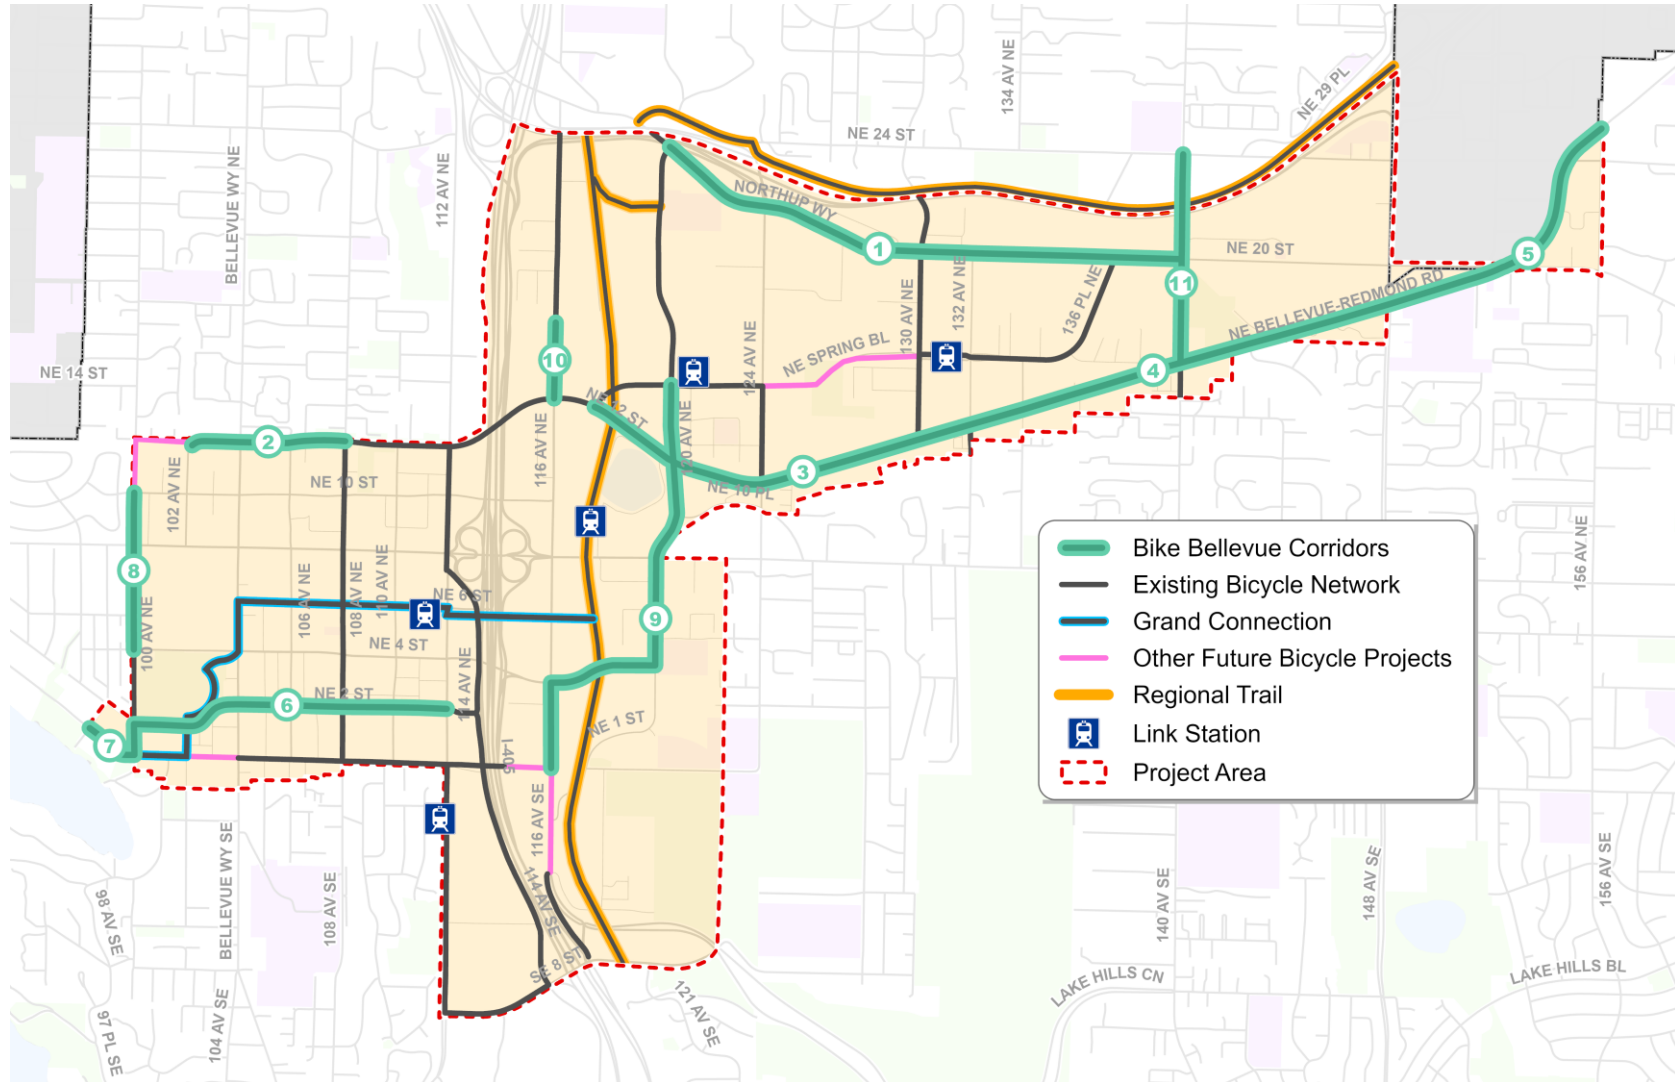 134 AV NE
NE 29 PL
NE 24 ST
BELLEVUE WY NE
112 AV NE
NORTHUP WY
1
NE 20 ST
5
11
NE BELLEVUE-REDMOND RD
130 AV NE
132 AV NE
136 PL NE
124 AV NE
NE SPRING BL
10
4
NE 14 ST
NE 12 ST
116 AV NE
120 AV NE
2
3
NE 10 ST
102 AV NE
NE 16 PL
8
106 AV NE
108 AV NE
110 AV NE
NE 6 ST
100 AV NE
NE 4 ST
9
156 AV NE
114 AV NE
NE 2 ST
6
7
NE 1 ST
I-405
116 AV SE
Bike Bellevue Corridors
Existing Bicycle Network
Grand Connection
Other Future Bicycle Projects
Regional Trail
Link Station
Project Area
98 AV SE
BELLEVUE WY SE
108 AV SE
114 AV SE
140 AV SE
148 AV SE
156 AV SE
SE 8 ST
LAKE HILLS CN
LAKE HILLS BL
97 PL SE
104 AV SE
121 AV SE